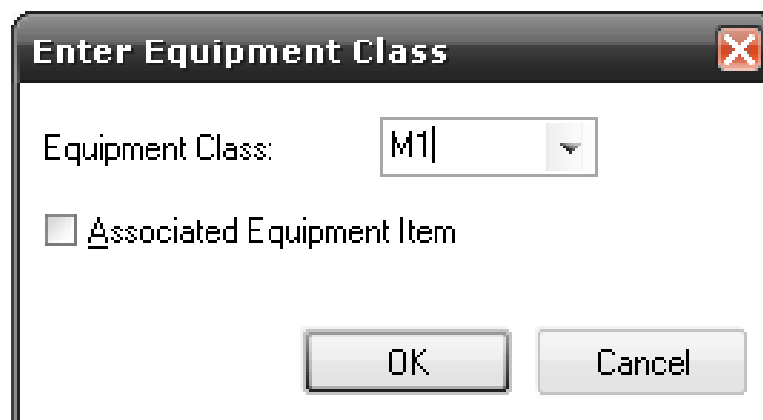 Enter Equipment Class
Equipment Class: M1
Associated Equipment Item
OK Cancel